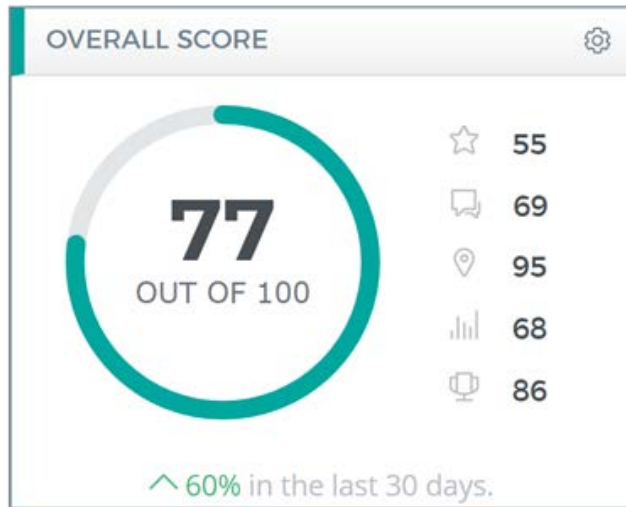 OVERALL SCORE
77
OUT OF 100
55
69
95
68
86
60% in the last 30 days.